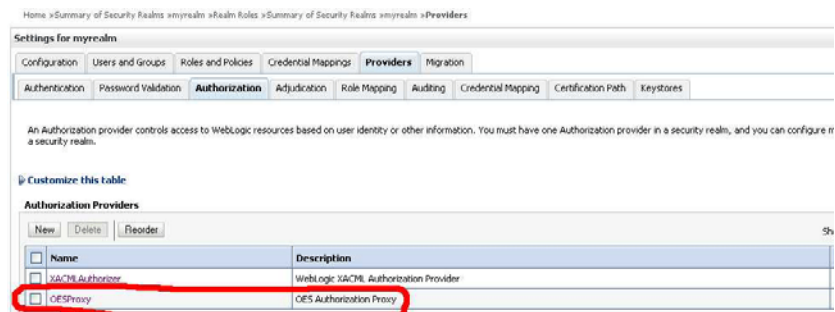 Home »Summary of Security Realms »myrealm »Realm Roles »Summary of Security Realms »myrealm »Providers
Settings for myrealm
Configuration Users and Groups Roles and Policies Credential Mappings Providers Migration
Authentication Password Validation Authorization Adjudication Role Mapping Auditing Credential Mapping Certification Path Keystores
An Authorization provider controls access to WebLogic resources based on user identity or other information. You must have one Authorization provider in a security realm, and you can configure m
a security realm.
Customize this table
Authorization Providers
New Delete Reorder Sh
Name Description
XACMLAuthorizer WebLogic XACML Authorization Provider
OESProxy OES Authorization Proxy